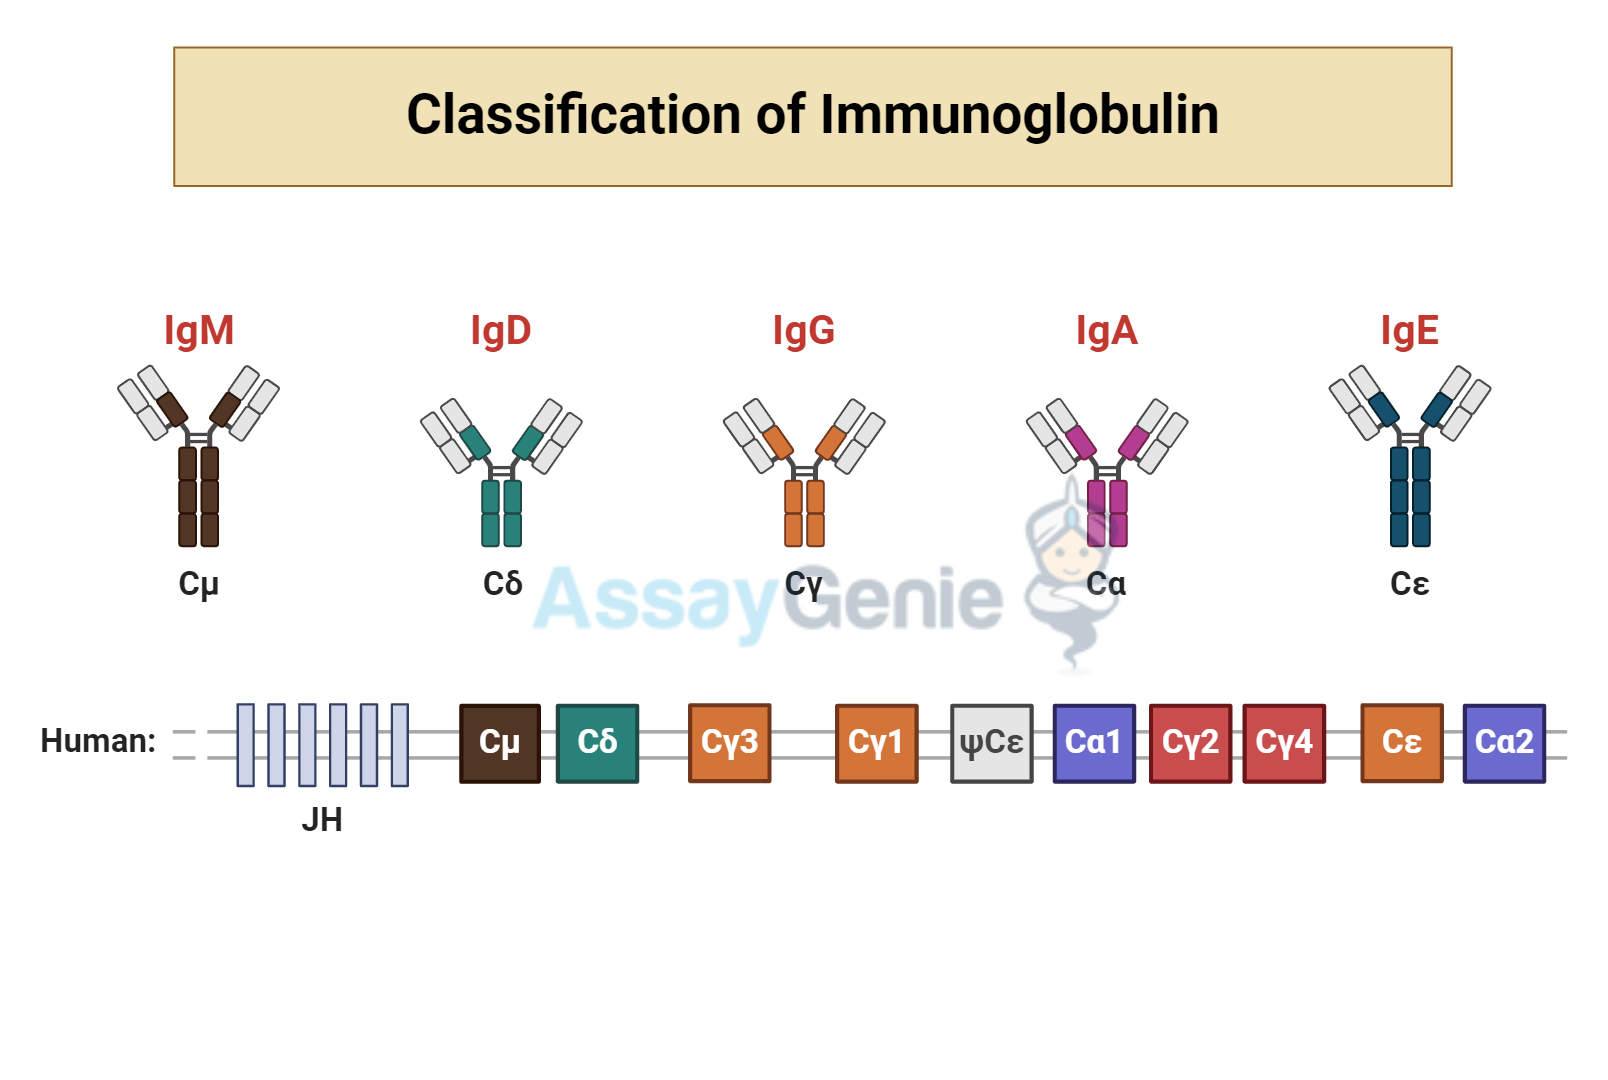 Classification of Immunoglobulin
IgM IgD IgG IgA IgE
Cμ Cδ Cγ Cα Cε
AssayGenie
Human: Cμ Cδ Cγ3 Cγ1 ψCε Cα1 Cγ2 Cγ4 Cε Cα2
JH